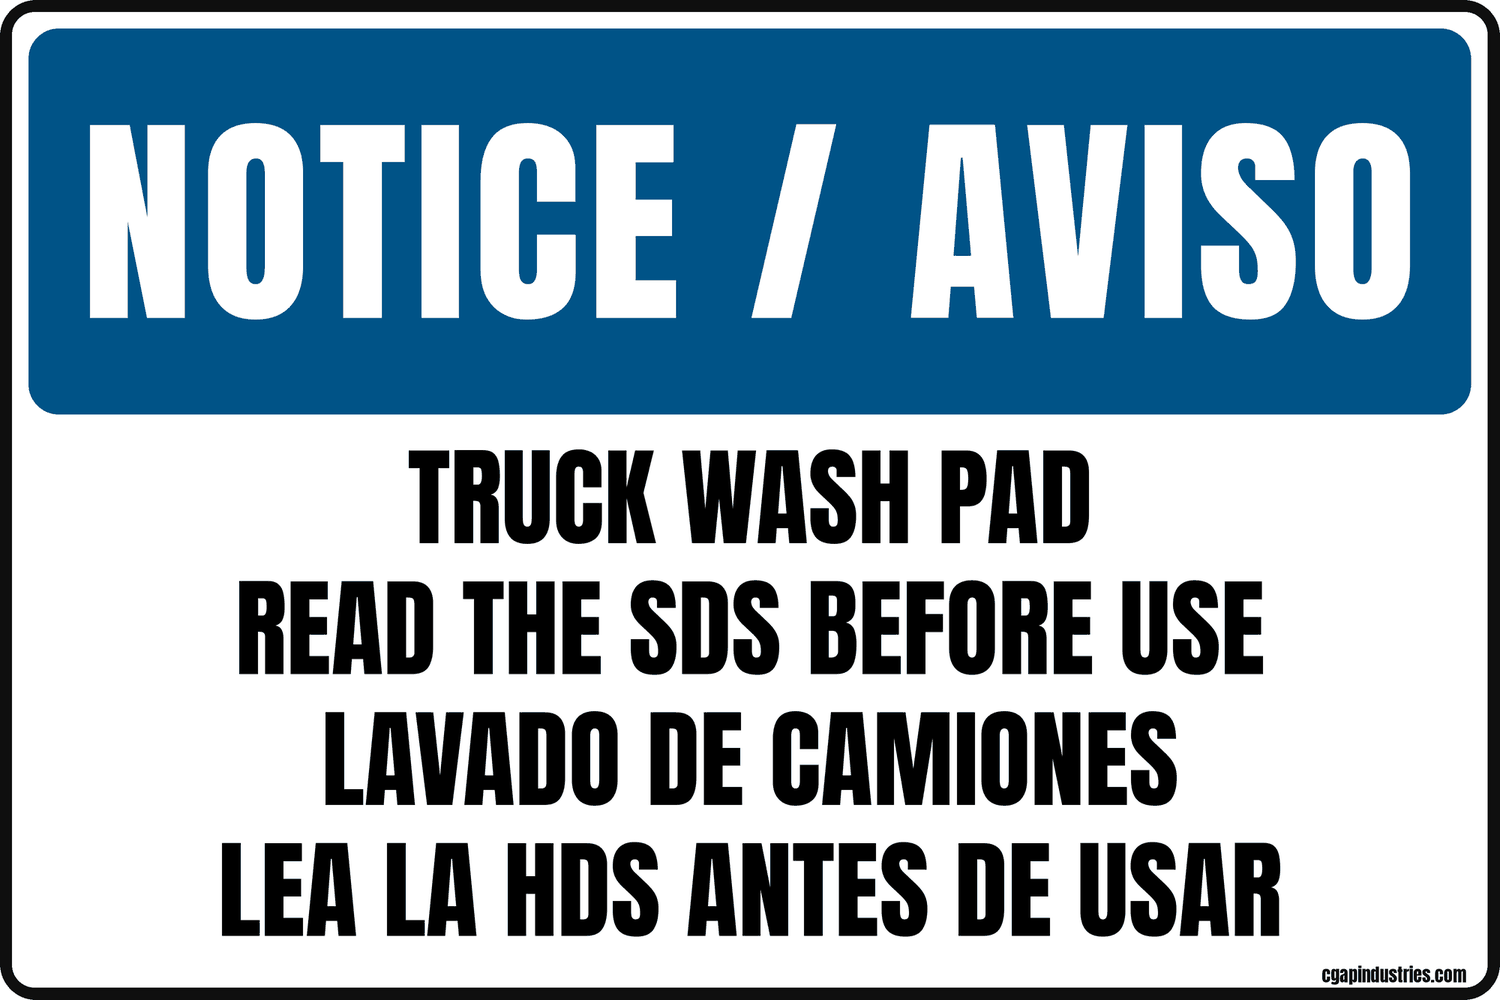 NOTICE / AVISO
TRUCK WASH PAD
READ THE SDS BEFORE USE
LAVADO DE CAMIONES
LEA LA HDS ANTES DE USAR
cgapindustries.com